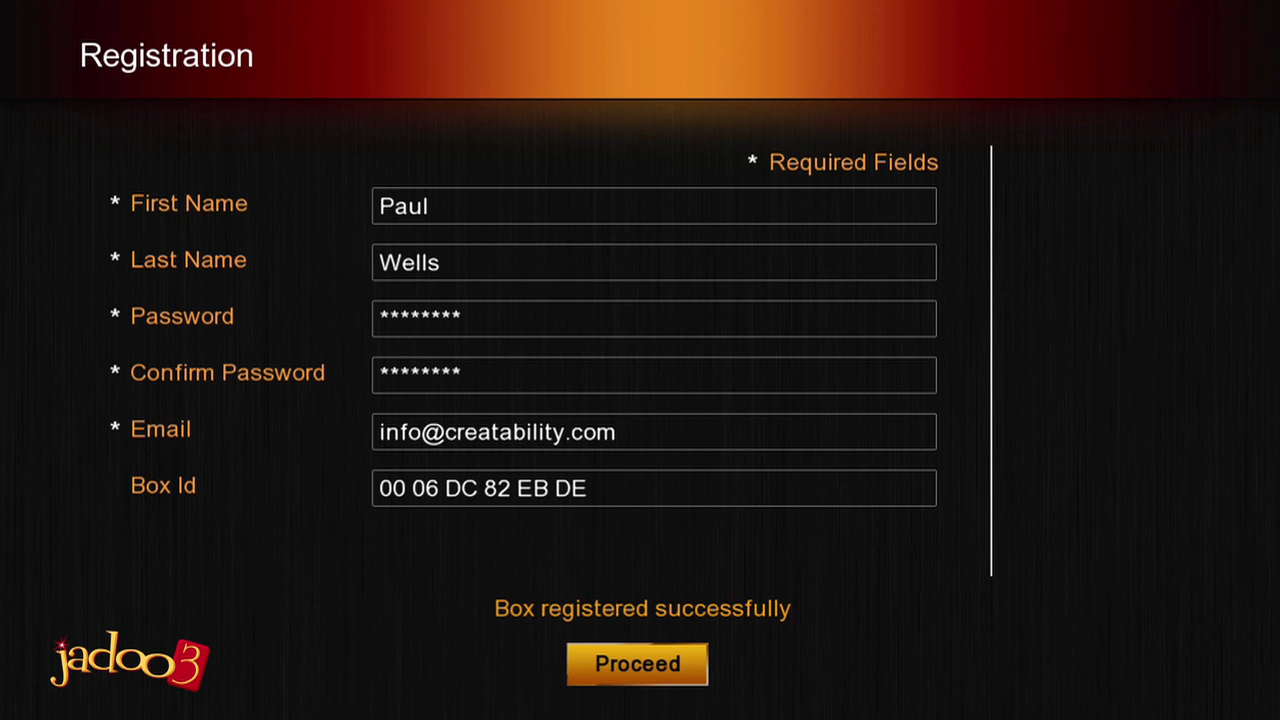 Registration
* Required Fields
* First Name Paul
* Last Name Wells
* Password ********
* Confirm Password ********
* Email info@creatability.com
Box Id 00 06 DC 82 EB DE
Box registered successfully
jadoo3
Proceed